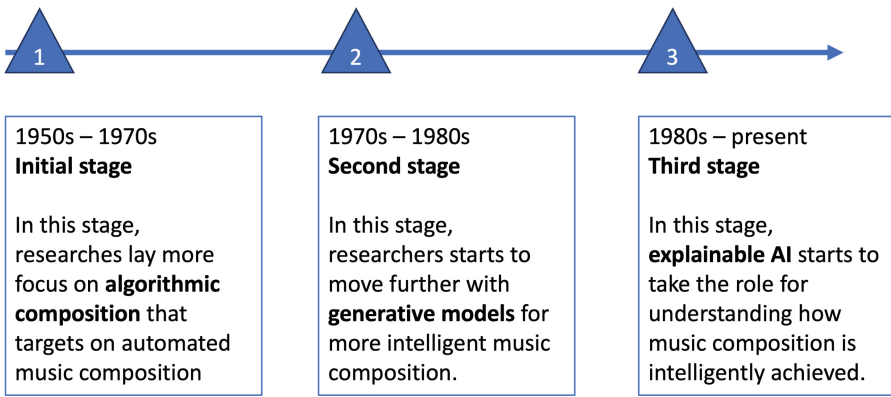 1
2
3
1950s – 1970s
Initial stage
In this stage,
researches lay more
focus on algorithmic
composition that
targets on automated
music composition
1970s – 1980s
Second stage
In this stage,
researchers starts to
move further with
generative models for
more intelligent music
composition.
1980s – present
Third stage
In this stage,
explainable AI starts to
take the role for
understanding how
music composition is
intelligently achieved.